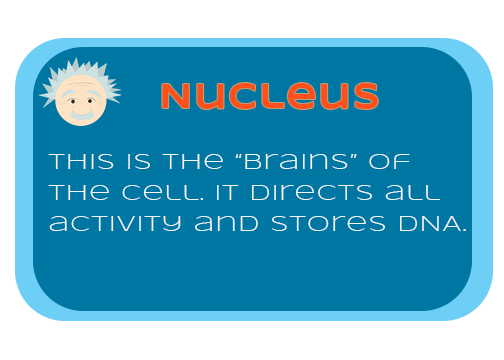 Nucleus
This is the “Brains” of
the cell. It directs all
activity and stores DNA.